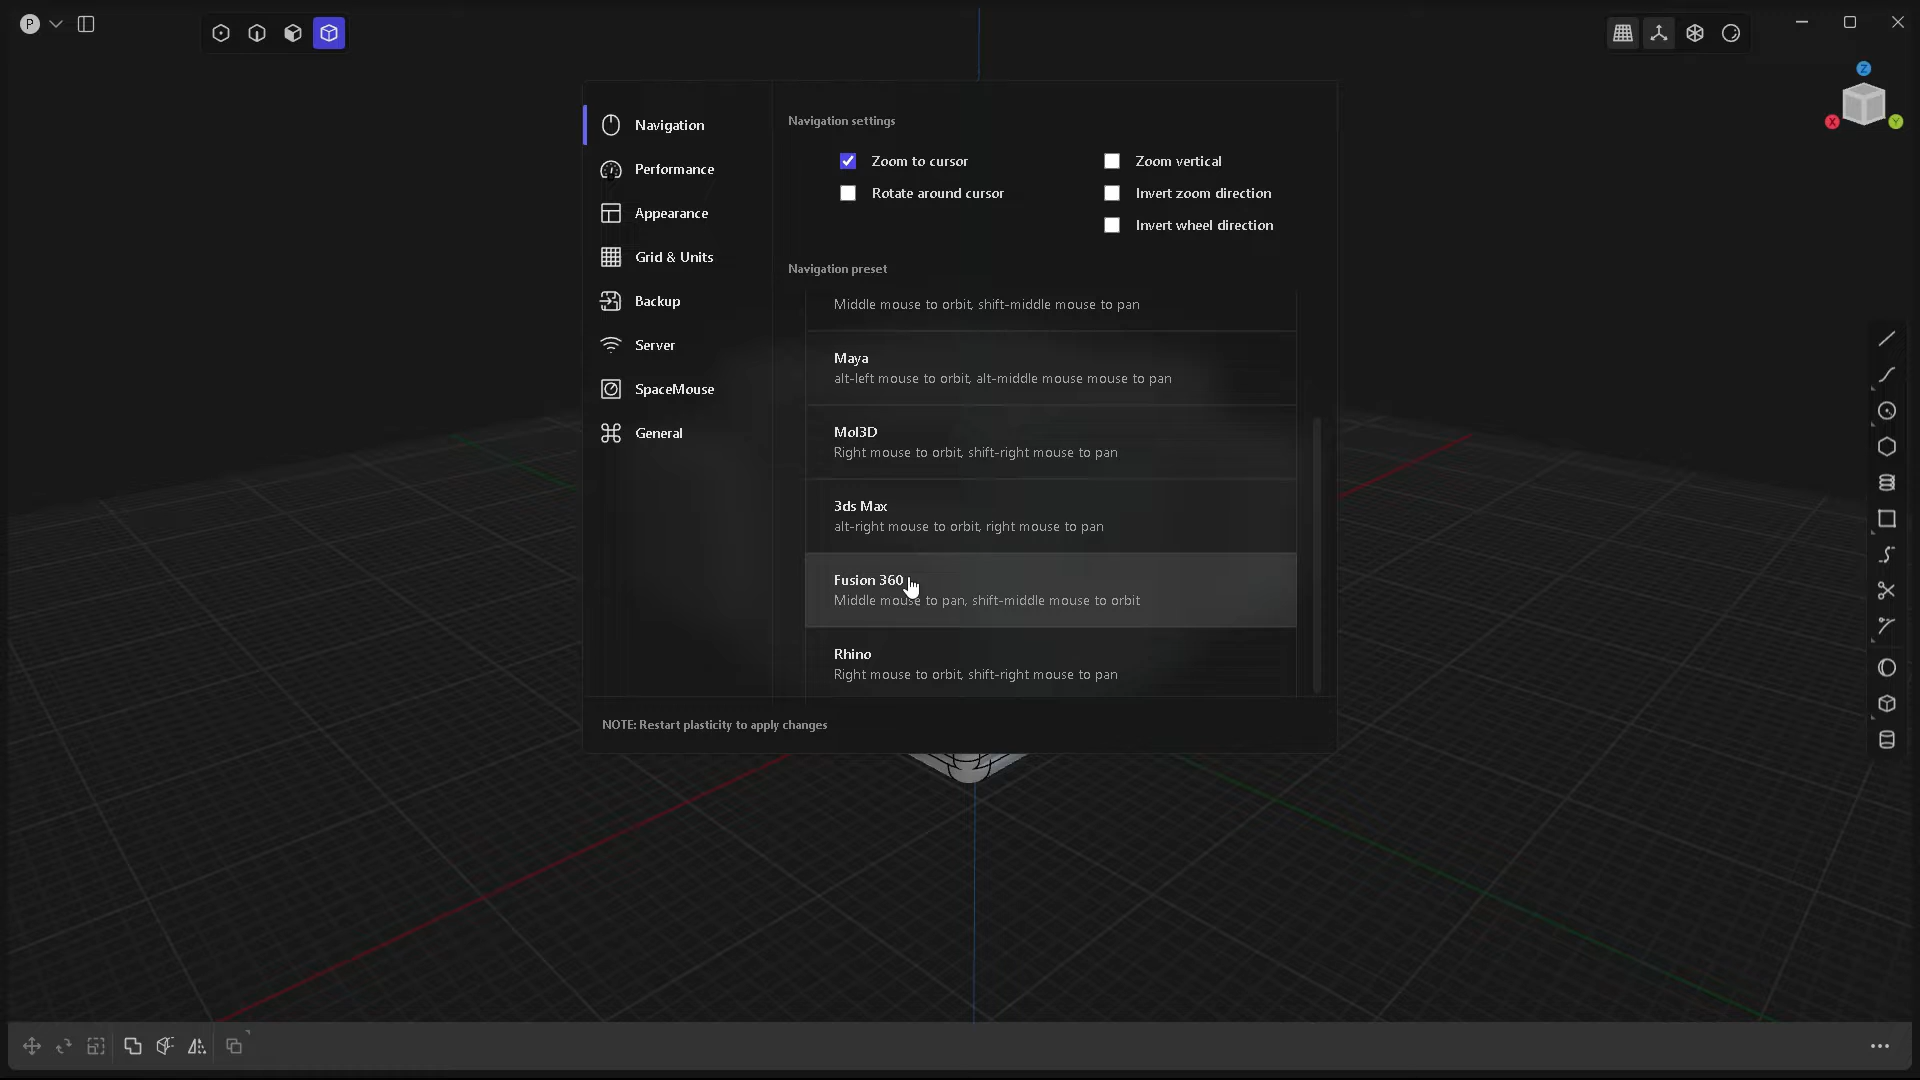 P
Z
X
Y
Navigation
Performance
Appearance
Grid & Units
Backup
Server
SpaceMouse
General
Navigation settings
Zoom to cursor
Zoom vertical
Rotate around cursor
Invert zoom direction
Invert wheel direction
Navigation preset
Middle mouse to orbit, shift-middle mouse to pan
Maya
alt-left mouse to orbit, alt-middle mouse mouse to pan
MoI3D
Right mouse to orbit, shift-right mouse to pan
3ds Max
alt-right mouse to orbit, right mouse to pan
Fusion 360
Middle mouse to pan, shift-middle mouse to orbit
Rhino
Right mouse to orbit, shift-right mouse to pan
NOTE: Restart plasticity to apply changes